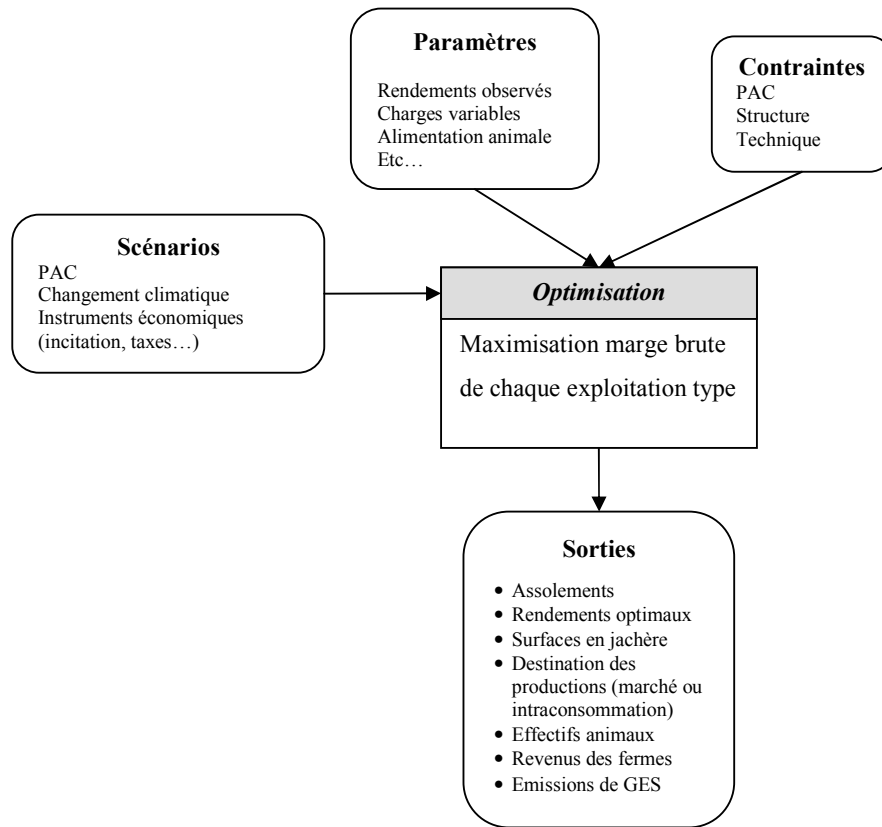 Paramètres
Rendements observés
Charges variables
Alimentation animale
Etc…
Contraintes
PAC
Structure
Technique
Scénarios
PAC
Changement climatique
Instruments économiques
(incitation, taxes…)
Optimisation
Maximisation marge brute
de chaque exploitation type
Sorties
• Assolements
• Rendements optimaux
• Surfaces en jachère
• Destination des
productions (marché ou
intraconsommation)
• Effectifs animaux
• Revenus des fermes
• Emissions de GES